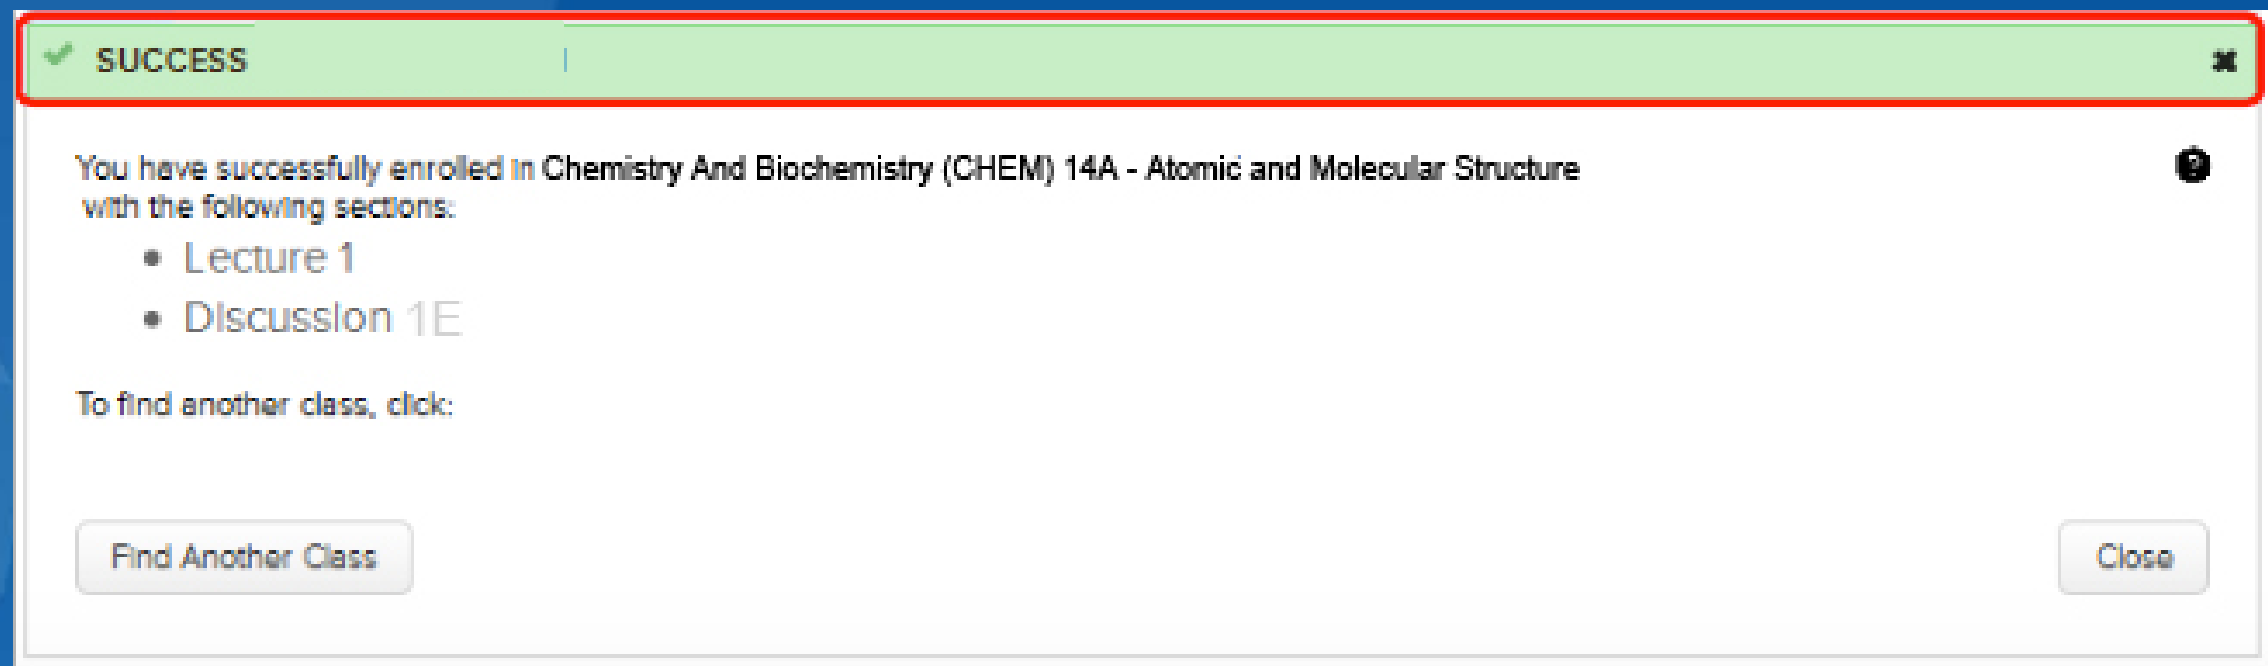 SUCCESS
You have successfully enrolled in Chemistry And Biochemistry (CHEM) 14A - Atomic and Molecular Structure
with the following sections:
• Lecture 1
• Discussion 1E
To find another class, click:
Find Another Class
Close